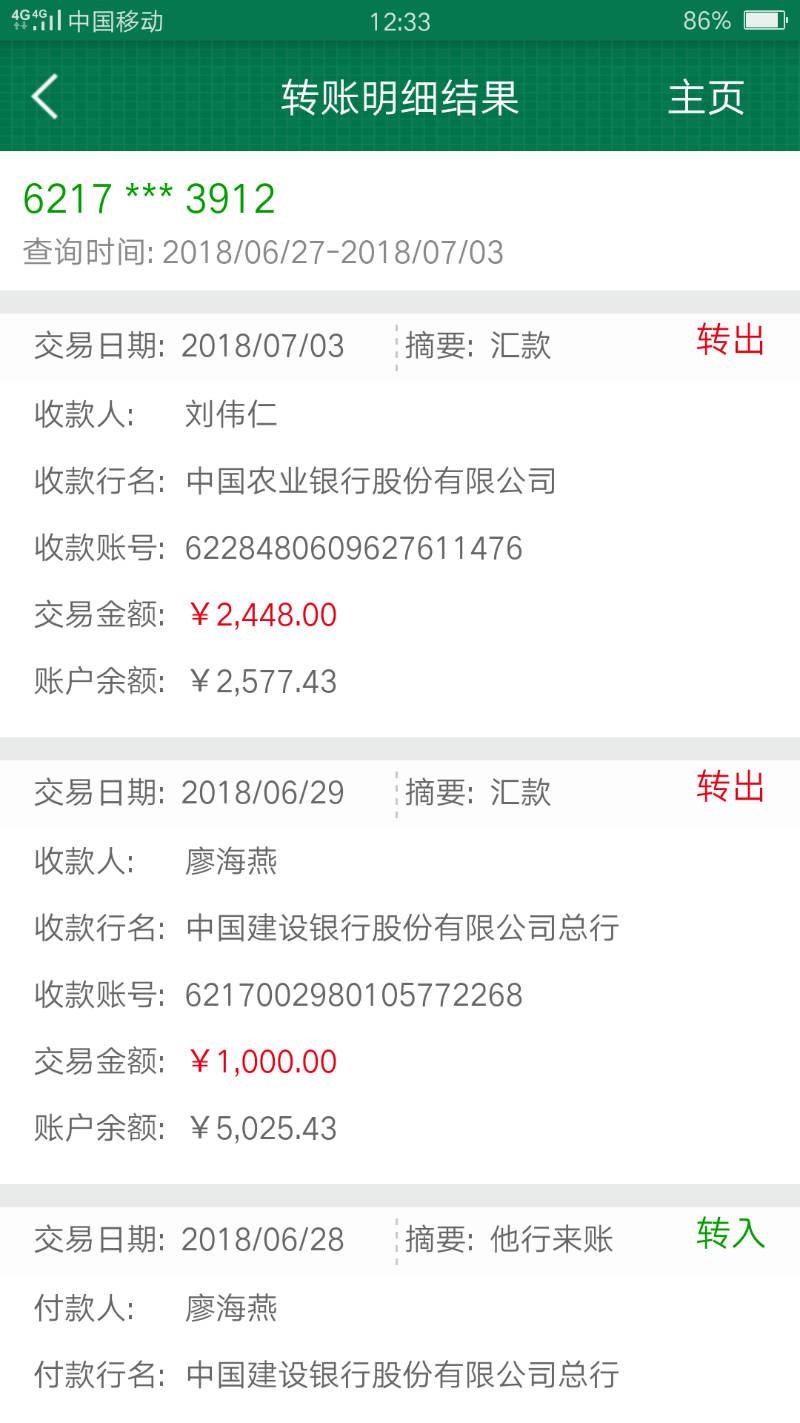 4G 4G 中国移动 12:33 86%
转账明细结果 主页
6217 *** 3912
查询时间: 2018/06/27-2018/07/03
交易日期: 2018/07/03 摘要: 汇款 转出
收款人: 刘伟仁
收款行名: 中国农业银行股份有限公司
收款账号: 6228480609627611476
交易金额: ￥2,448.00
账户余额: ￥2,577.43
交易日期: 2018/06/29 摘要: 汇款 转出
收款人: 廖海燕
收款行名: 中国建设银行股份有限公司总行
收款账号: 6217002980105772268
交易金额: ￥1,000.00
账户余额: ￥5,025.43
交易日期: 2018/06/28 摘要: 他行来账 转入
付款人: 廖海燕
付款行名: 中国建设银行股份有限公司总行